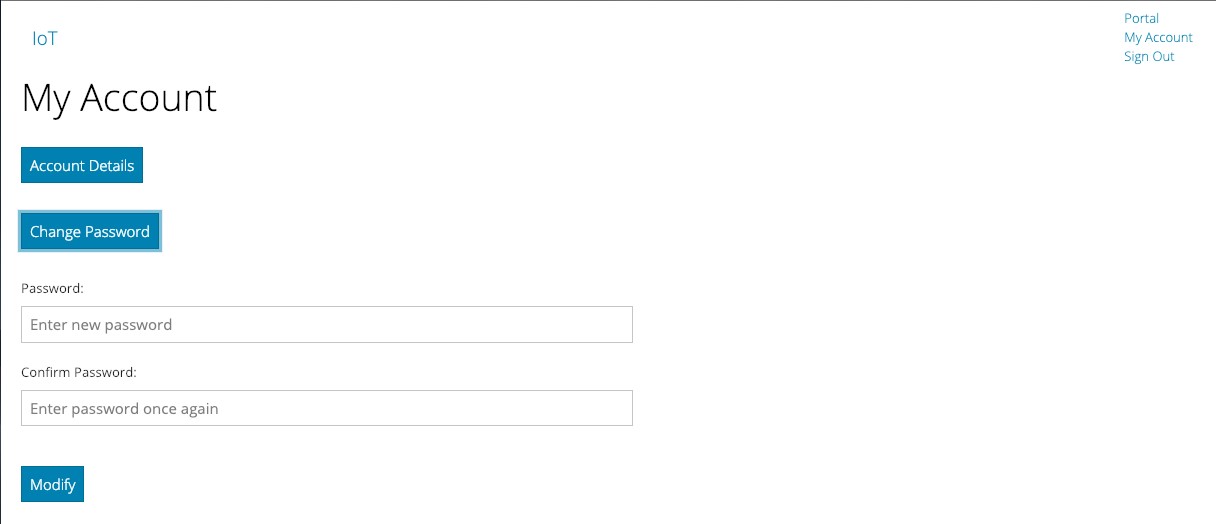 IoT
Portal
My Account
Sign Out
My Account
Account Details
Change Password
Password:
Enter new password
Confirm Password:
Enter password once again
Modify